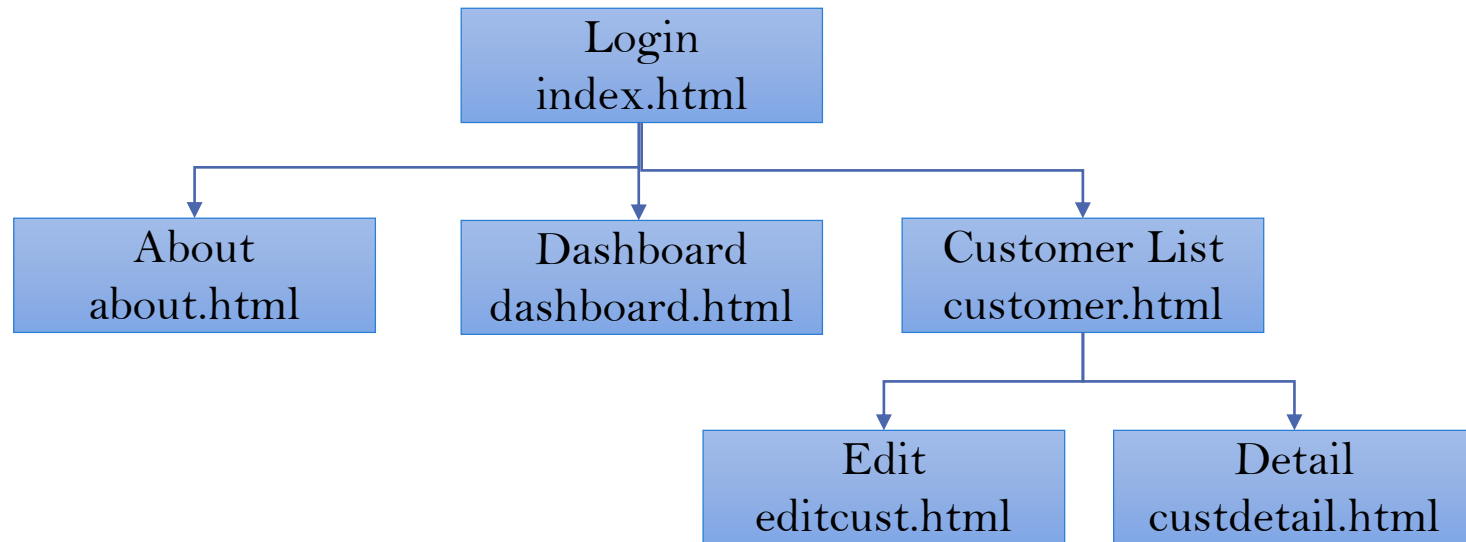 Login
index.html
About
about.html
Dashboard
dashboard.html
Customer List
customer.html
Edit
editcust.html
Detail
custdetail.html